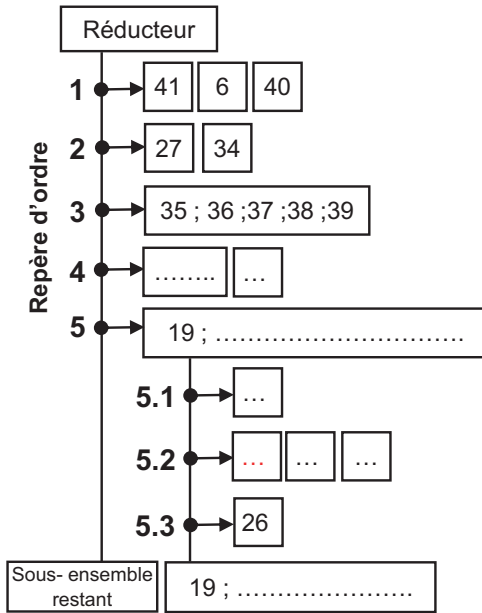 Réducteur
Repère d'ordre
1 41 6 40
2 27 34
3 35 ; 36 ;37 ;38 ;39
4 …….. …
5 19 ; ………………………….
5.1 …
5.2 … … …
5.3 26
Sous- ensemble
restant
19 ; ………………….